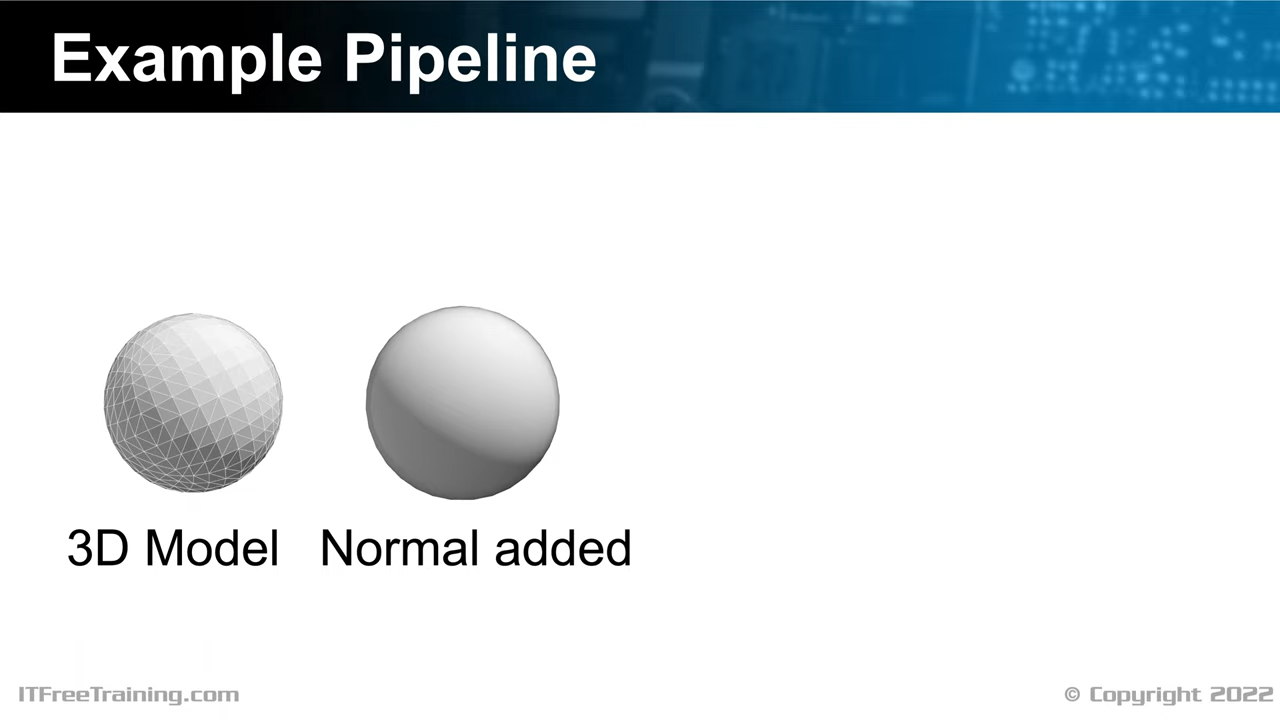 Example Pipeline
3D Model
Normal added
ITFreeTraining.com
© Copyright 2022